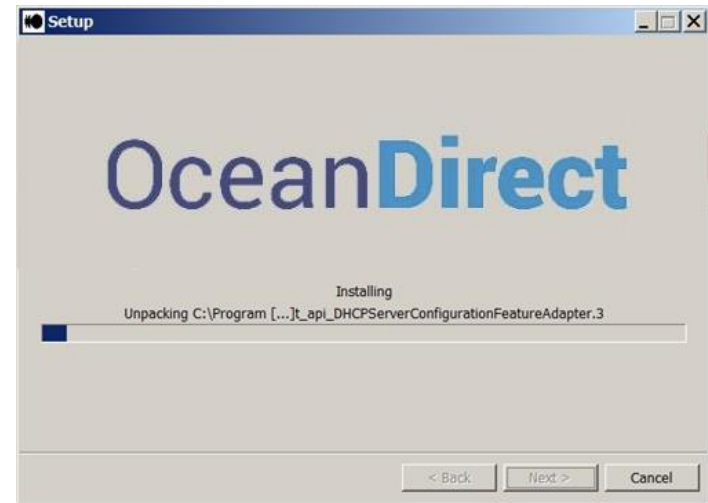 Setup
OceanDirect
Installing
Unpacking C:\Program [...]t_api_DHCPServerConfigurationFeatureAdapter.3
< Back Next > Cancel